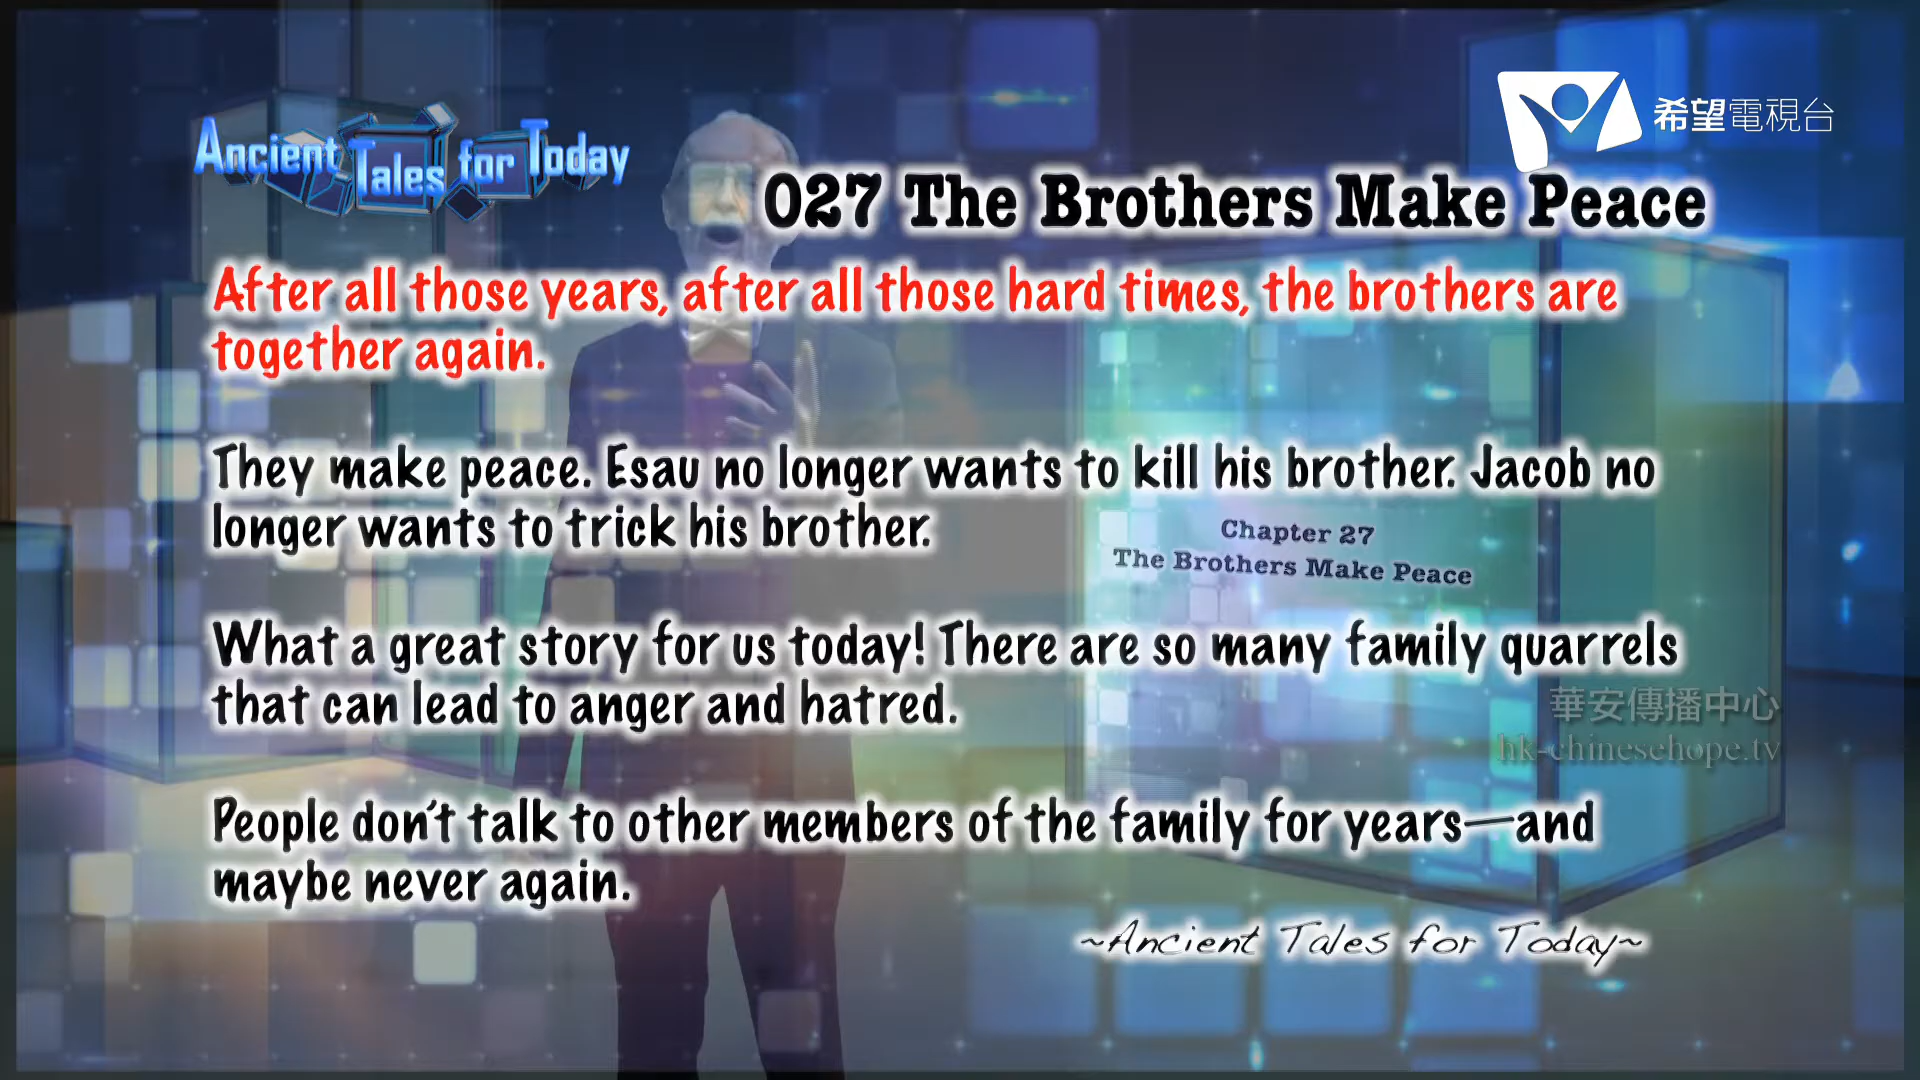 希望電視台
Ancient Tales for Today
027 The Brothers Make Peace
After all those years, after all those hard times, the brothers are
together again.
They make peace. Esau no longer wants to kill his brother. Jacob no
longer wants to trick his brother.
Chapter 27
The Brothers Make Peace
What a great story for us today! There are so many family quarrels
that can lead to anger and hatred.
華安傳播中心
hk-chinesehope.tv
People don't talk to other members of the family for years—and
maybe never again.
~Ancient Tales for Today~